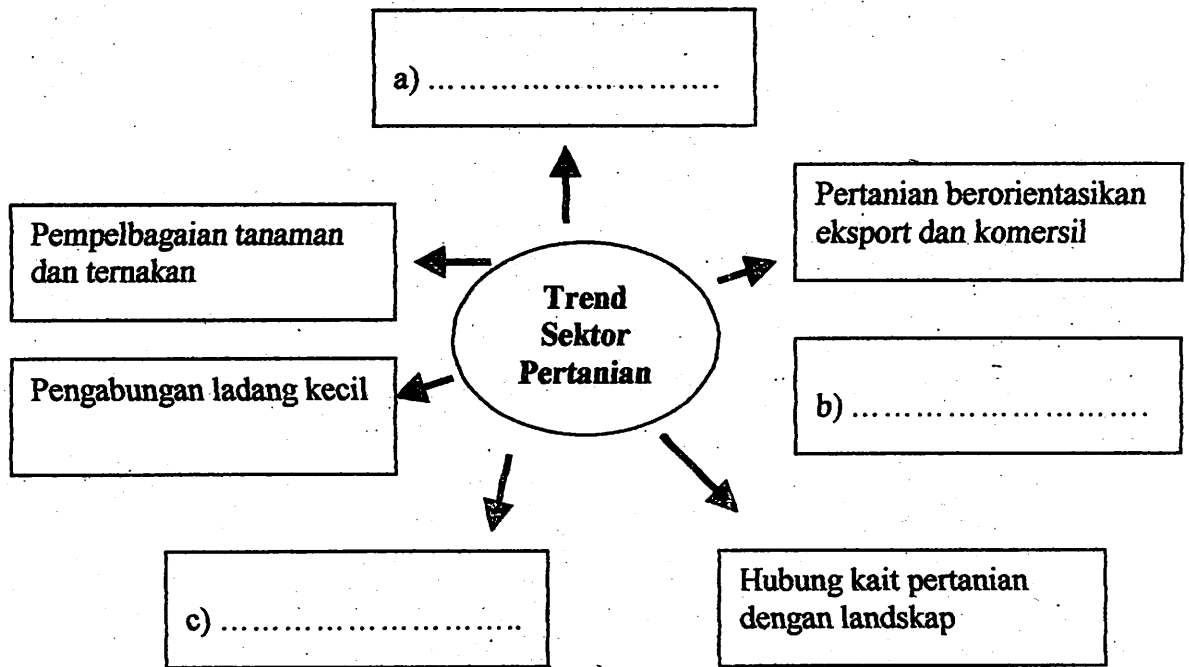 a) ………………………….
Pertanian berorientasikan
eksport dan komersil
Pempelbagaian tanaman
dan ternakan
Trend
Sektor
Pertanian
Pengabungan ladang kecil
b) ………………………….
c) …………………………..
Hubung kait pertanian
dengan landskap